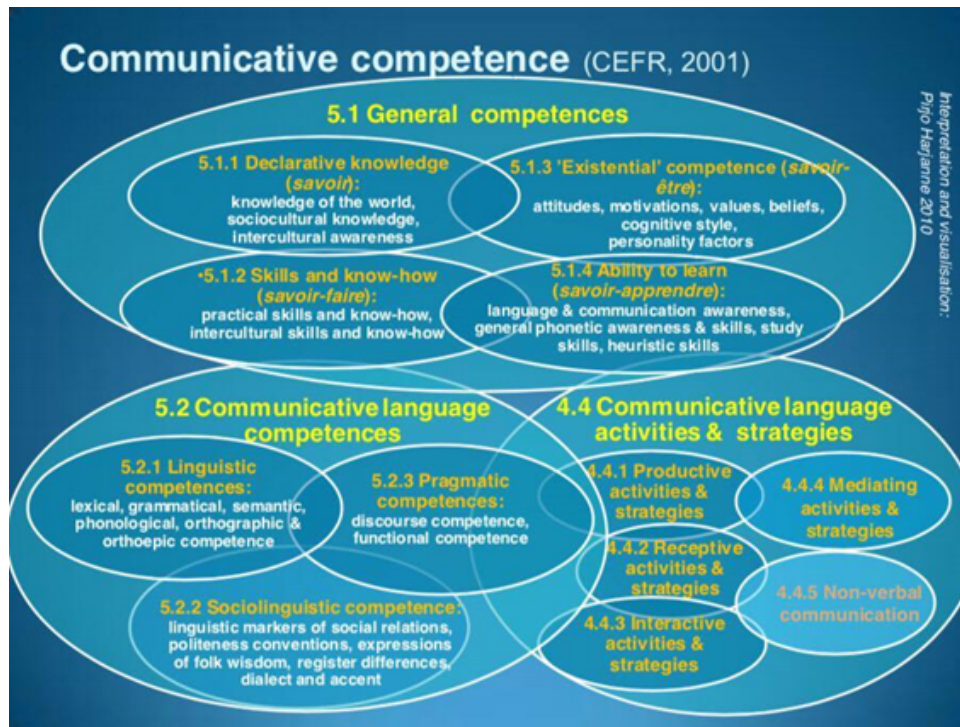 Communicative competence (CEFR, 2001)
Interpretation and visualisation:
Pirjo Harjanne 2010
5.1 General competences
5.1.1 Declarative knowledge
(savoir):
knowledge of the world,
sociocultural knowledge,
intercultural awareness
5.1.3 'Existential' competence (savoir-
être):
attitudes, motivations, values, beliefs,
cognitive style,
personality factors
•5.1.2 Skills and know-how
(savoir-faire):
practical skills and know-how,
intercultural skills and know-how
5.1.4 Ability to learn
(savoir-apprendre):
language & communication awareness,
general phonetic awareness & skills, study
skills, heuristic skills
5.2 Communicative language
competences
5.2.1 Linguistic
competences:
lexical, grammatical, semantic,
phonological, orthographic &
orthoepic competence
5.2.3 Pragmatic
competences:
discourse competence,
functional competence
5.2.2 Sociolinguistic competence:
linguistic markers of social relations,
politeness conventions, expressions
of folk wisdom, register differences,
dialect and accent
4.4 Communicative language
activities & strategies
4.4.1 Productive
activities &
strategies
4.4.4 Mediating
activities &
strategies
4.4.2 Receptive
activities &
strategies
4.4.5 Non-verbal
communication
4.4.3 Interactive
activities &
strategies